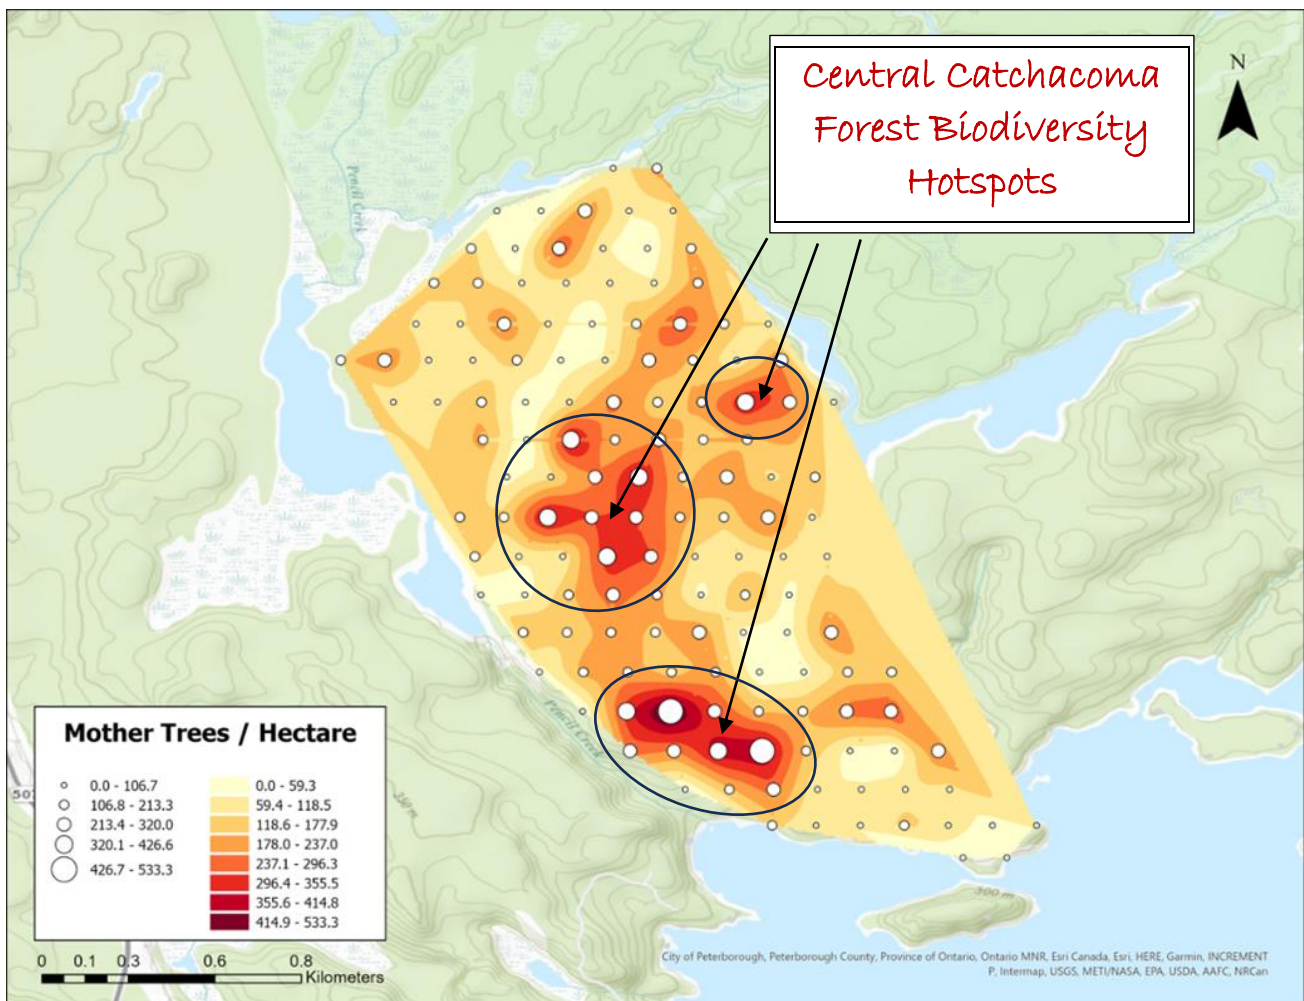 Central Catchacoma
Forest Biodiversity
Hotspots
N
Pencil Creek
Pencil Creek
250 m
300 m
507
Mother Trees / Hectare
0.0 - 106.7
106.8 - 213.3
213.4 - 320.0
320.1 - 426.6
426.7 - 533.3
0.0 - 59.3
59.4 - 118.5
118.6 - 177.9
178.0 - 237.0
237.1 - 296.3
296.4 - 355.5
355.6 - 414.8
414.9 - 533.3
0 0.1 0.3 0.6 0.8
Kilometers
City of Peterborough, Peterborough County, Province of Ontario, Ontario MNR, Esri Canada, Esri, HERE, Garmin, INCREMENT
P, Intermap, USGS, METI/NASA, EPA, USDA, AAFC, NRCan